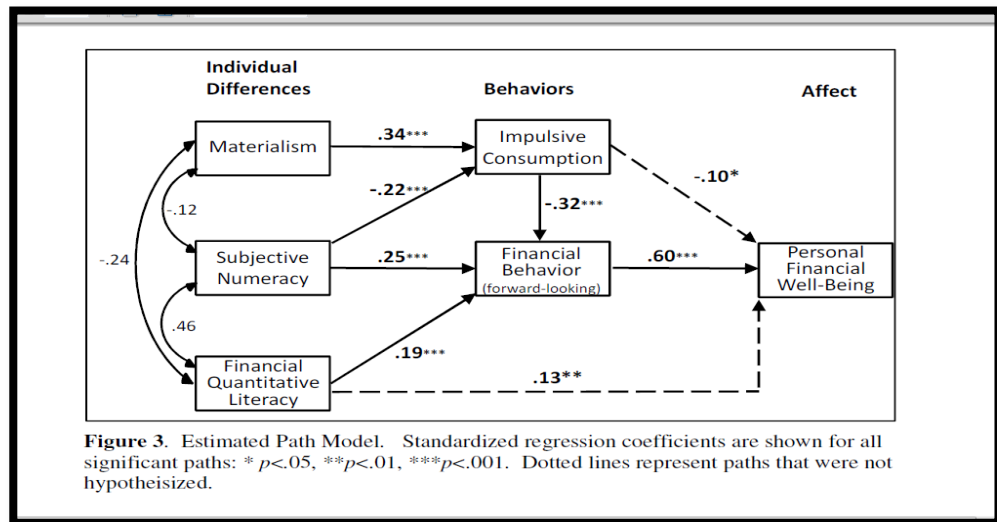 Individual
Differences
Behaviors
Affect
Materialism
.34***
Impulsive
Consumption
-.10*
-.22***
-.12
-.32***
-.24
Subjective
Numeracy
.25***
Financial
Behavior
(forward-looking)
.60***
Personal
Financial
Well-Being
.46
.19***
Financial
Quantitative
Literacy
.13**
Figure 3. Estimated Path Model. Standardized regression coefficients are shown for all
significant paths: * p<.05, **p<.01, ***p<.001. Dotted lines represent paths that were not
hypotheisized.